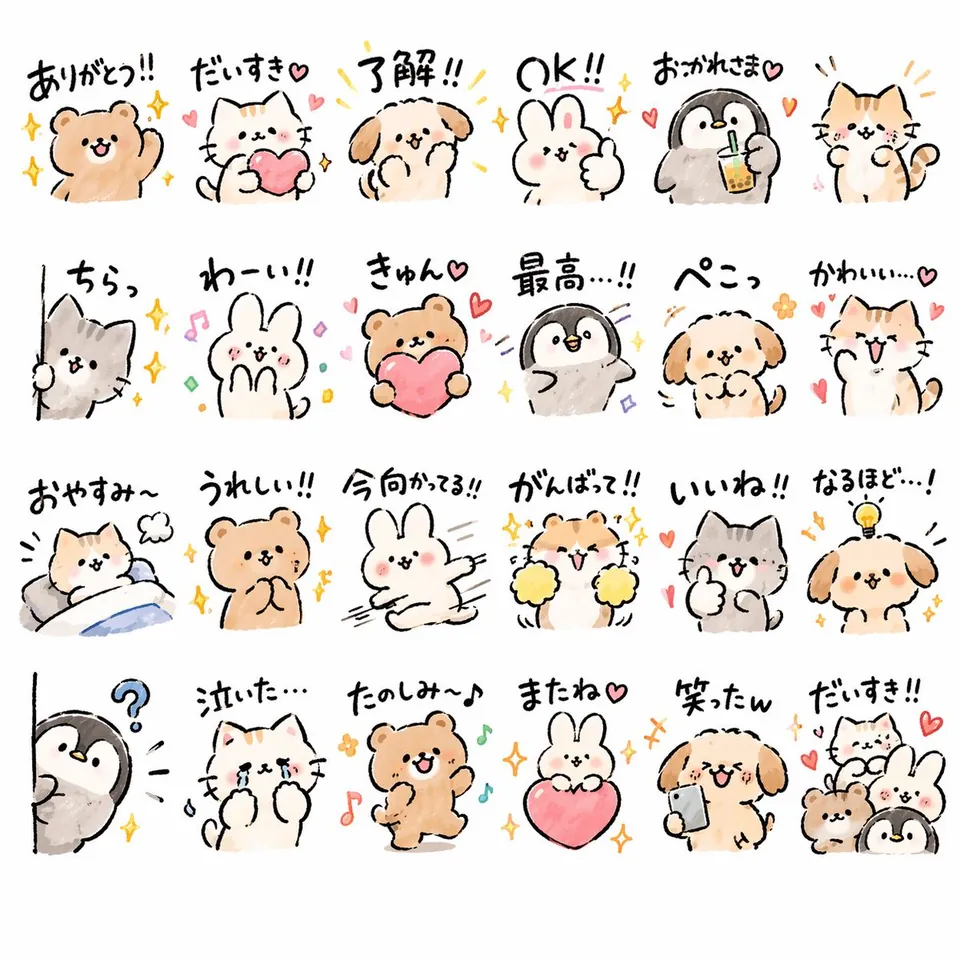 ありがとう!!
だいすき♡
了解!!
OK!!
おつかれさま♡
ちらっ
わーい!!
きゅん♡
最高…!!
ぺこっ
かわいい…♡
おやすみ〜
うれしい!!
今向かってる!!
がんばって!!
いいね!!
なるほど…!
?
泣いた…
たのしみ〜♪
またね♡
笑ったw
だいすき!!